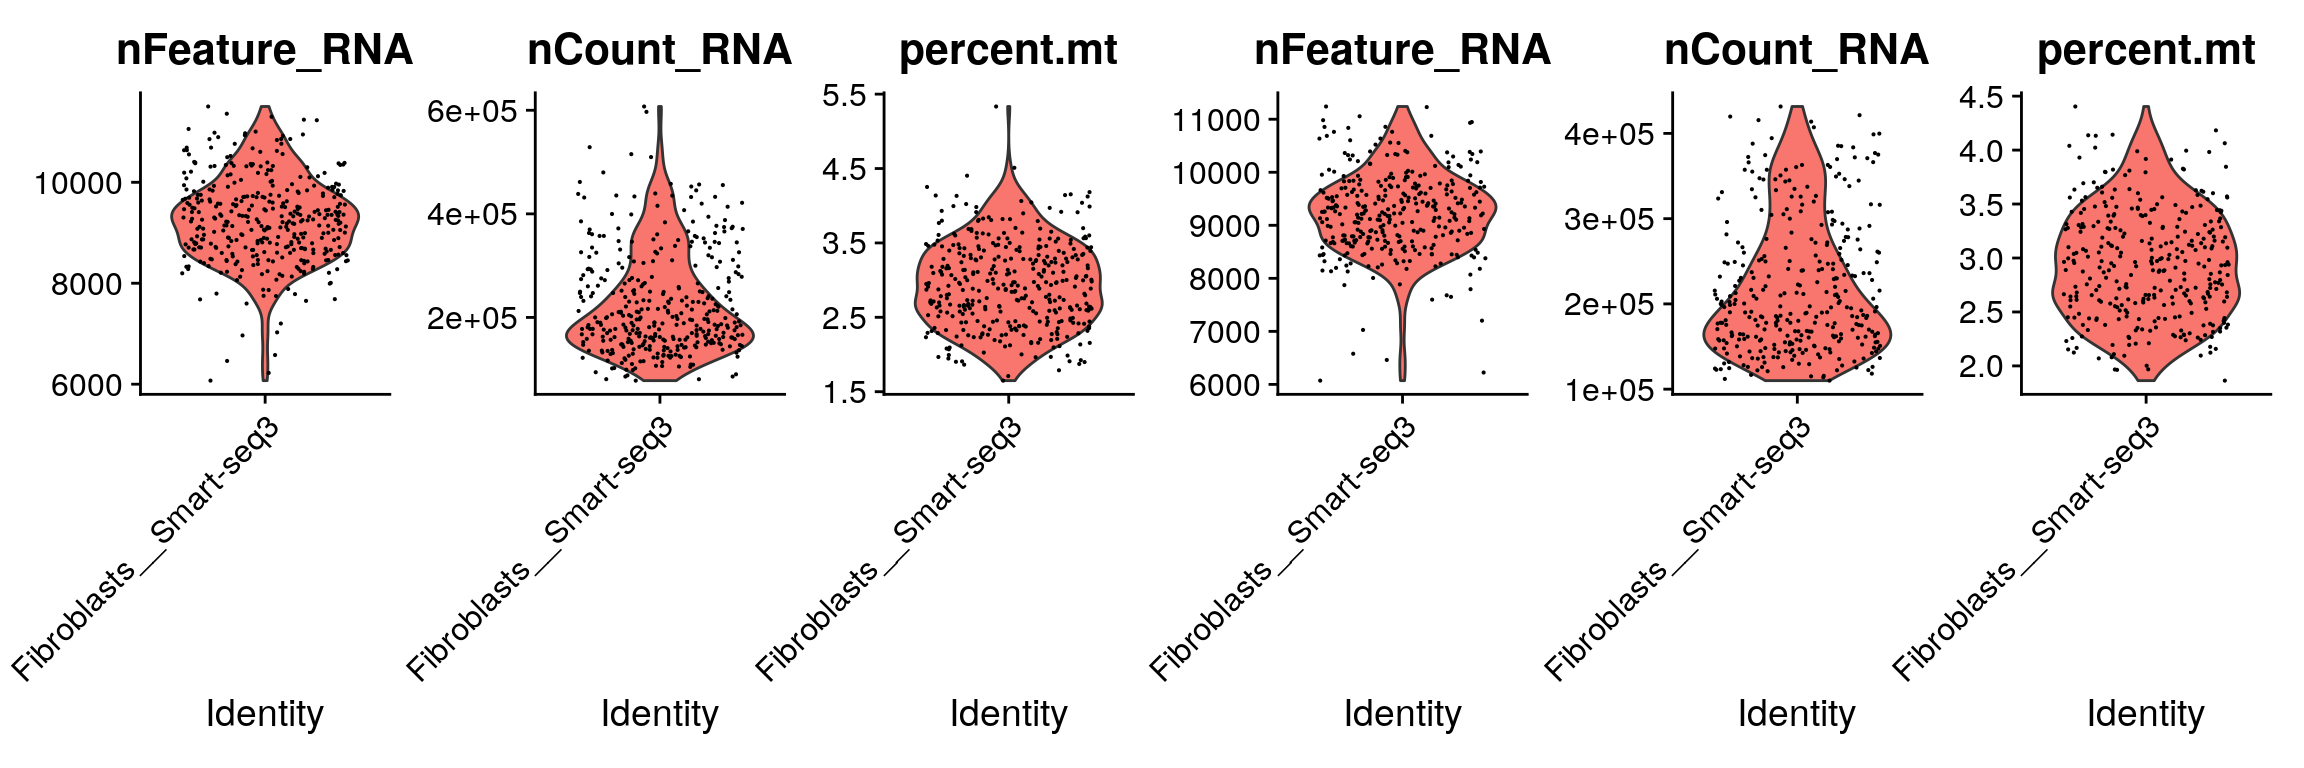 nFeature_RNA
10000
8000
6000
Fibroblasts__Smart-seq3
Identity
nCount_RNA
6e+05
4e+05
2e+05
Fibroblasts__Smart-seq3
Identity
percent.mt
5.5
4.5
3.5
2.5
1.5
Fibroblasts__Smart-seq3
Identity
nFeature_RNA
11000
10000
9000
8000
7000
6000
Fibroblasts__Smart-seq3
Identity
nCount_RNA
4e+05
3e+05
2e+05
1e+05
Fibroblasts__Smart-seq3
Identity
percent.mt
4.5
4.0
3.5
3.0
2.5
2.0
Fibroblasts__Smart-seq3
Identity